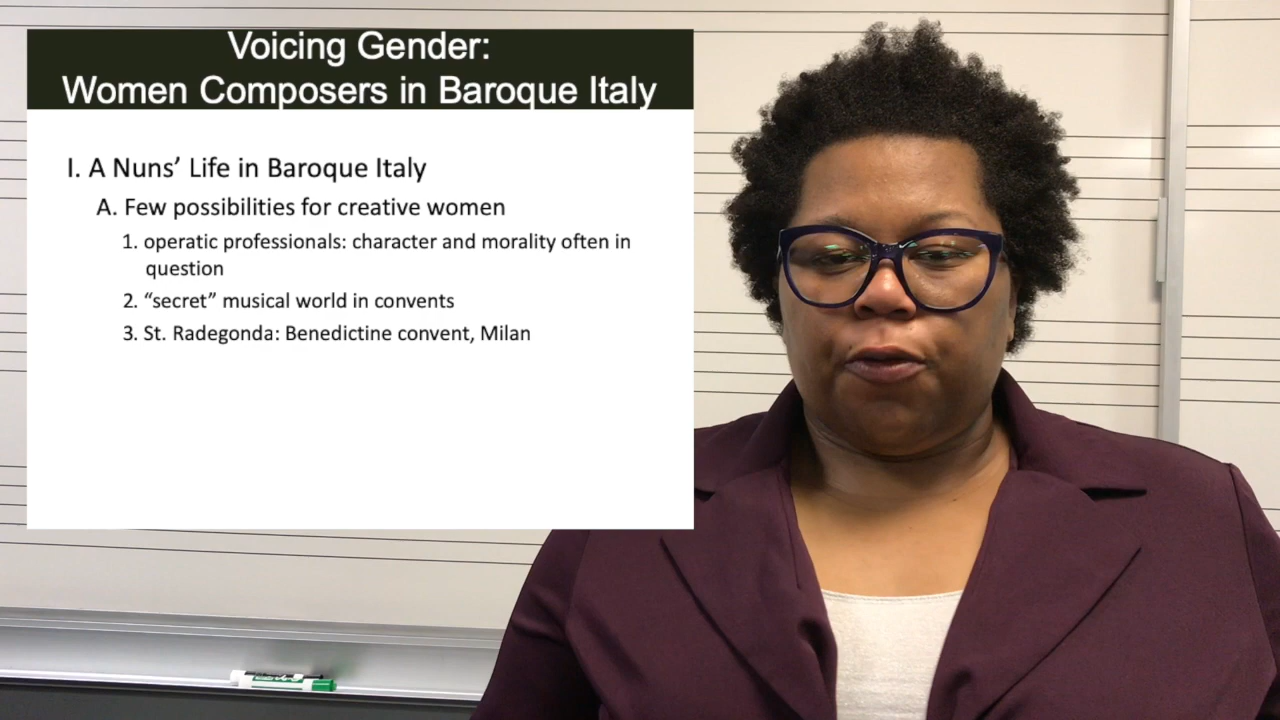 Voicing Gender:
Women Composers in Baroque Italy
I. A Nuns’ Life in Baroque Italy
A. Few possibilities for creative women
1. operatic professionals: character and morality often in
question
2. “secret” musical world in convents
3. St. Radegonda: Benedictine convent, Milan